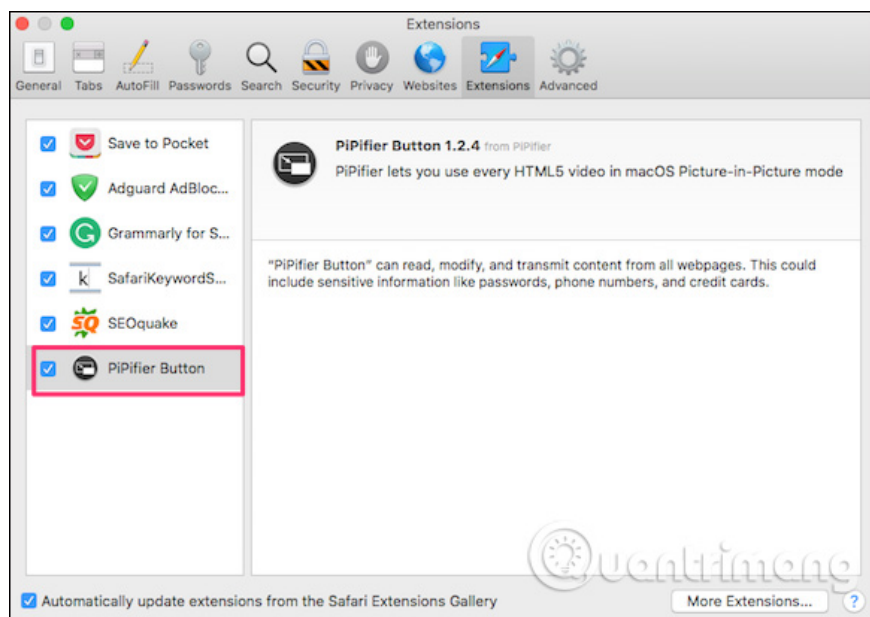 Extensions
General Tabs AutoFill Passwords Search Security Privacy Websites Extensions Advanced
Save to Pocket
Adguard AdBloc...
Grammarly for S...
SafariKeywordS...
SEOquake
PiPifier Button
PiPifier Button 1.2.4 from PiPifier
PiPifier lets you use every HTML5 video in macOS Picture-in-Picture mode
"PiPifier Button" can read, modify, and transmit content from all webpages. This could
include sensitive information like passwords, phone numbers, and credit cards.
Quantrimang
Automatically update extensions from the Safari Extensions Gallery
More Extensions... ?